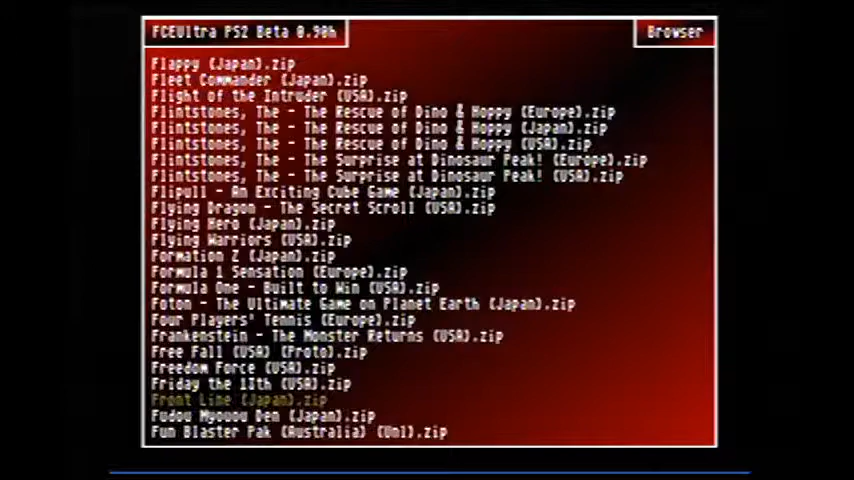 FCEUltra PS2 Beta 0.90h
Browser
Flappy (Japan).zip
Fleet Commander (Japan).zip
Flight of the Intruder (USA).zip
Flintstones, The - The Rescue of Dino & Hoppy (Europe).zip
Flintstones, The - The Rescue of Dino & Hoppy (Japan).zip
Flintstones, The - The Rescue of Dino & Hoppy (USA).zip
Flintstones, The - The Surprise at Dinosaur Peak! (Europe).zip
Flintstones, The - The Surprise at Dinosaur Peak! (USA).zip
Flipull - An Exciting Cube Game (Japan).zip
Flying Dragon - The Secret Scroll (USA).zip
Flying Hero (Japan).zip
Flying Warriors (USA).zip
Formation Z (Japan).zip
Formula 1 Sensation (Europe).zip
Formula One - Built to Win (USA).zip
Foton - The Ultimate Game on Planet Earth (Japan).zip
Four Players' Tennis (Europe).zip
Frankenstein - The Monster Returns (USA).zip
Free Fall (USA) (Proto).zip
Freedom Force (USA).zip
Friday the 13th (USA).zip
Front Line (Japan).zip
Fudou Myouou Den (Japan).zip
Fun Blaster Pak (Australia) (Unl).zip